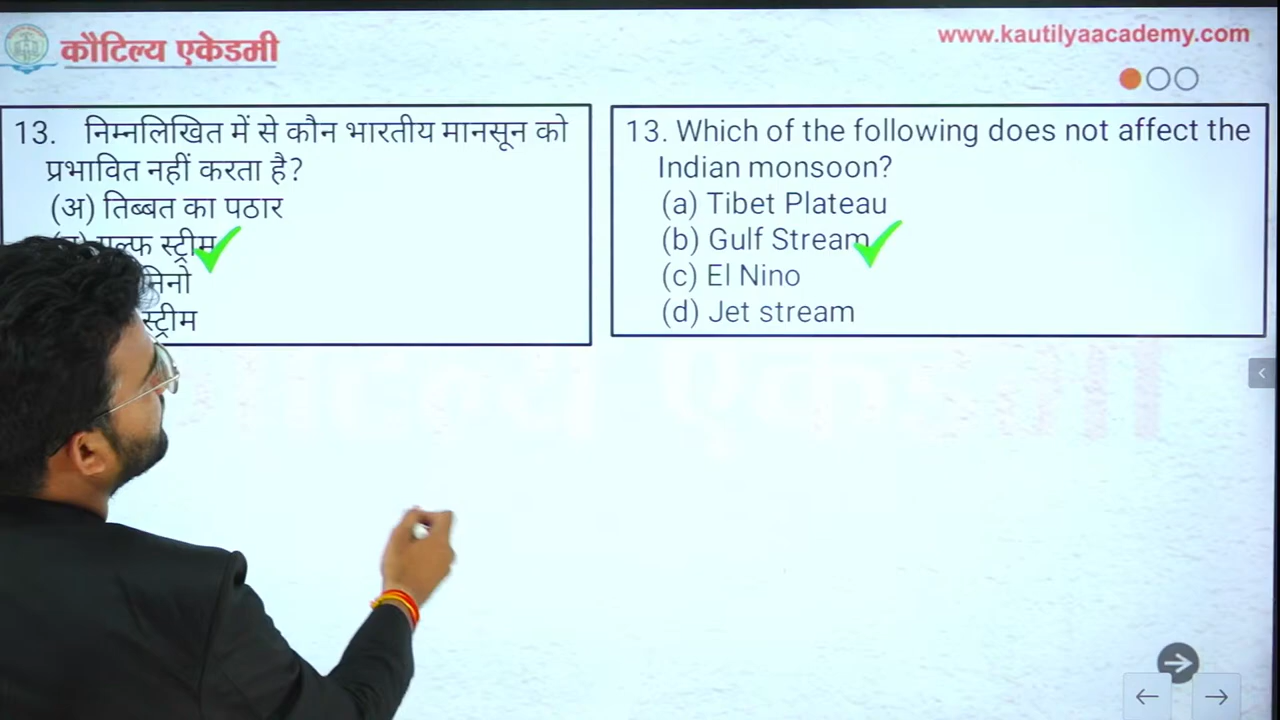 कौटिल्य एकेडमी
www.kautilyaacademy.com
13. निम्नलिखित में से कौन भारतीय मानसून को
प्रभावित नहीं करता है?
(अ) तिब्बत का पठार
गल्फ स्ट्रीम
स्ट्रीम
13. Which of the following does not affect the
Indian monsoon?
(a) Tibet Plateau
(b) Gulf Stream
(c) El Nino
(d) Jet stream